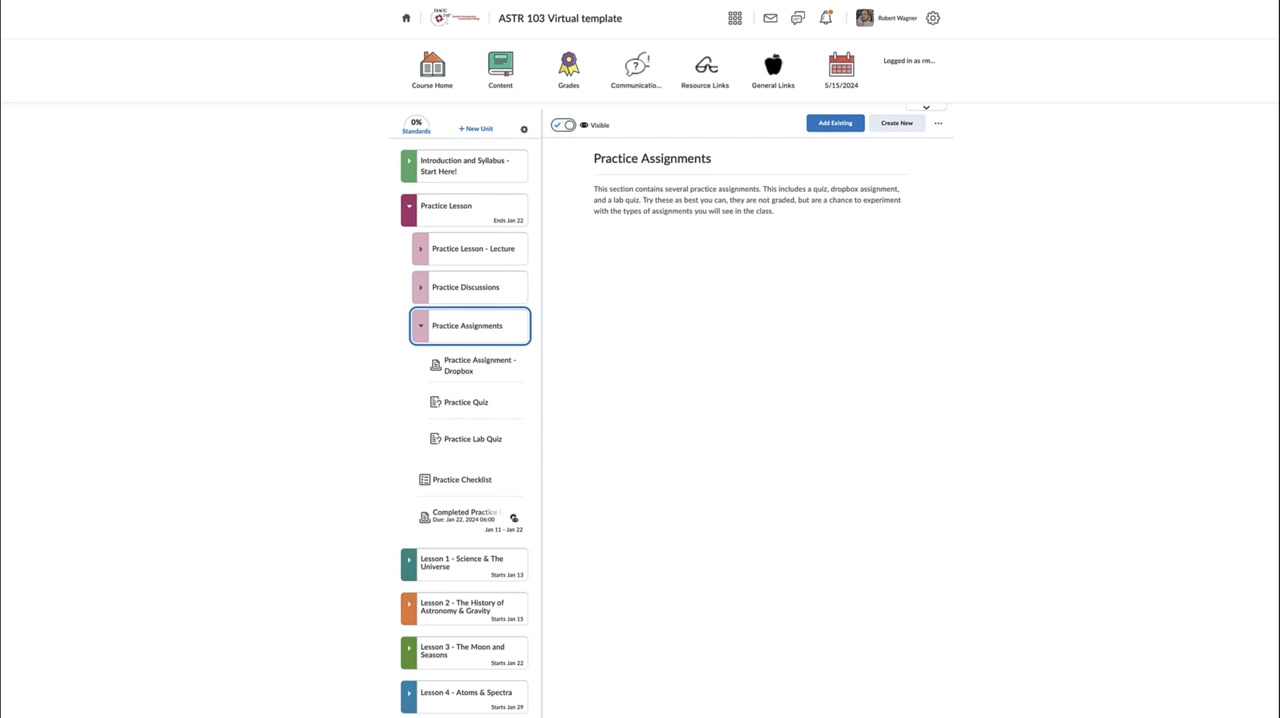 HACC
ASTR 103 Virtual template
Robert Wagner
Course Home
Content
Grades
Communicatio...
Resource Links
General Links
5/15/2024
Logged in as rm...
0%
Standards
+ New Unit
Visible
Add Existing
Create New
Introduction and Syllabus -
Start Here!
Practice Lesson
Ends Jan 22
Practice Lesson - Lecture
Practice Discussions
Practice Assignments
Practice Assignment -
Dropbox
Practice Quiz
Practice Lab Quiz
Practice Checklist
Completed Practice
Due: Jan 22, 2024 06:00
Jan 11 - Jan 22
Lesson 1 - Science & The
Universe
Starts Jan 13
Lesson 2 - The History of
Astronomy & Gravity
Starts Jan 15
Lesson 3 - The Moon and
Seasons
Starts Jan 22
Lesson 4 - Atoms & Spectra
Starts Jan 29
Practice Assignments
This section contains several practice assignments. This includes a quiz, dropbox assignment,
and a lab quiz. Try these as best you can, they are not graded, but are a chance to experiment
with the types of assignments you will see in the class.